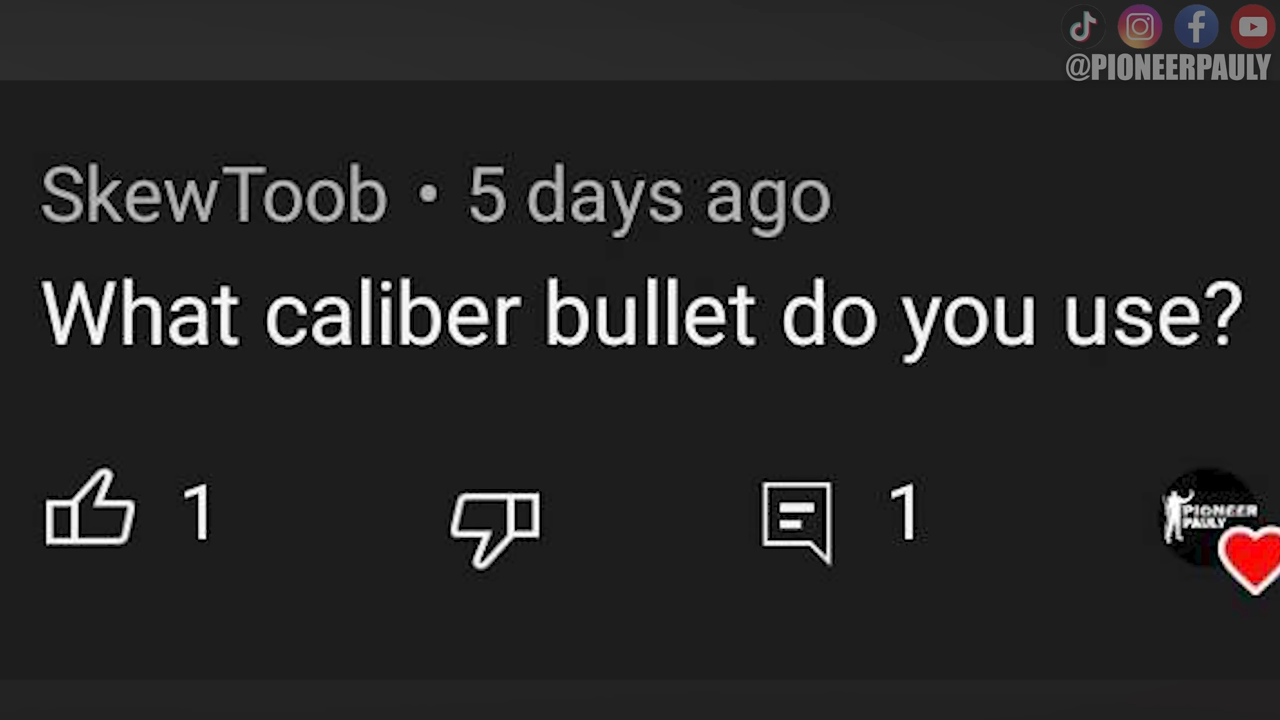 @PIONEERPAULY
SkewToob • 5 days ago
What caliber bullet do you use?
1 1
PIONEER
PAULY